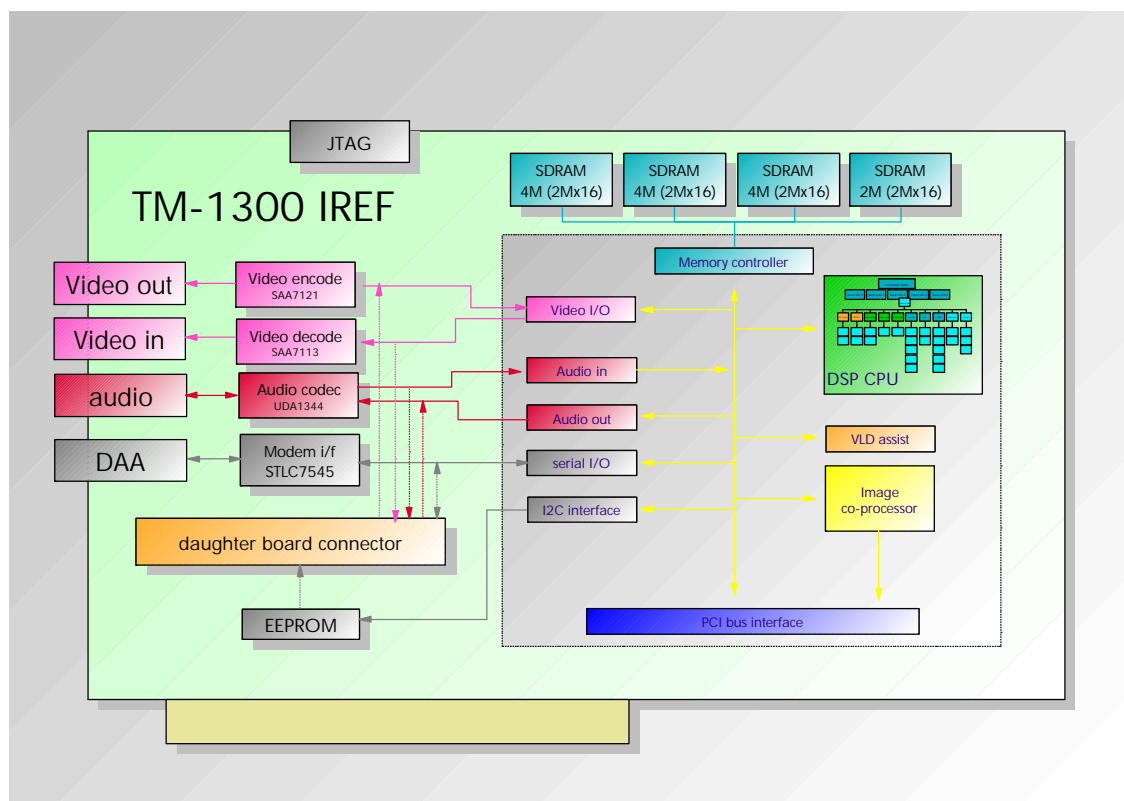 JTAG
TM-1300 IREF
SDRAM
4M (2Mx16)
SDRAM
4M (2Mx16)
SDRAM
4M (2Mx16)
SDRAM
2M (2Mx16)
Memory controller
Video out
Video encode
SAA7121
Video I/O
Video in
Video decode
SAA7113
Audio in
DSP CPU
audio
Audio codec
UDA1344
Audio out
VLD assist
DAA
Modem i/f
STLC7545
serial I/O
Image
co-processor
I2C interface
daughter board connector
EEPROM
PCI bus interface